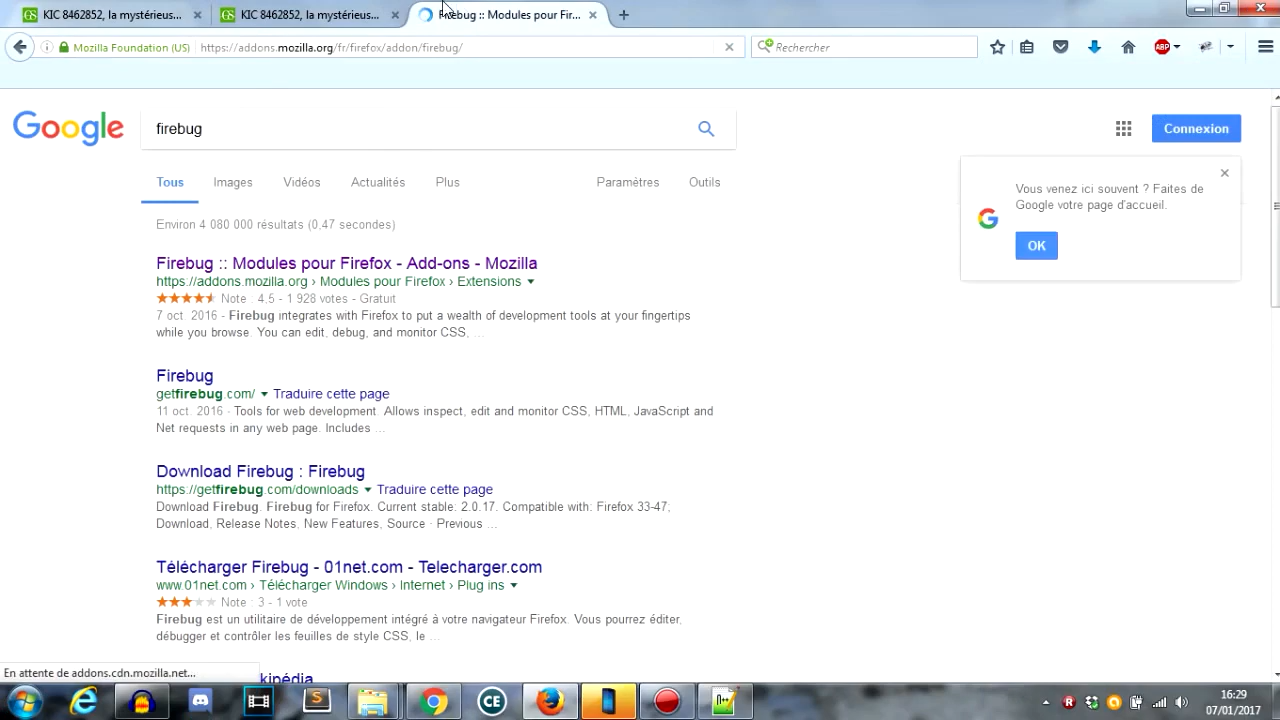 KIC 8462852, la mystérieus...
KIC 8462852, la mystérieus...
Firebug :: Modules pour Fir...
Mozilla Foundation (US)
https://addons.mozilla.org/fr/firefox/addon/firebug/
Rechercher
ABP
Google
firebug
Connexion
Tous
Images
Vidéos
Actualités
Plus
Paramètres
Outils
Vous venez ici souvent ? Faites de
Google votre page d'accueil.
OK
Environ 4 080 000 résultats (0,47 secondes)
Firebug :: Modules pour Firefox - Add-ons - Mozilla
https://addons.mozilla.org › Modules pour Firefox › Extensions
Note : 4,5 - 1 928 votes - Gratuit
7 oct. 2016 - Firebug integrates with Firefox to put a wealth of development tools at your fingertips
while you browse. You can edit, debug, and monitor CSS, ...
Firebug
getfirebug.com/ Traduire cette page
11 oct. 2016 - Tools for web development. Allows inspect, edit and monitor CSS, HTML, JavaScript and
Net requests in any web page. Includes ...
Download Firebug : Firebug
https://getfirebug.com/downloads Traduire cette page
Download Firebug. Firebug for Firefox. Current stable: 2.0.17. Compatible with: Firefox 33-47;
Download, Release Notes, New Features, Source · Previous ...
Télécharger Firebug - 01net.com - Telecharger.com
www.01net.com › Télécharger Windows › Internet › Plug ins
Note : 3 - 1 vote
Firebug est un utilitaire de développement intégré à votre navigateur Firefox. Vous pourrez éditer,
débugger et contrôler les feuilles de style CSS, le ...
En attente de addons.cdn.mozilla.net...
kipédia
CE
16:29
07/01/2017